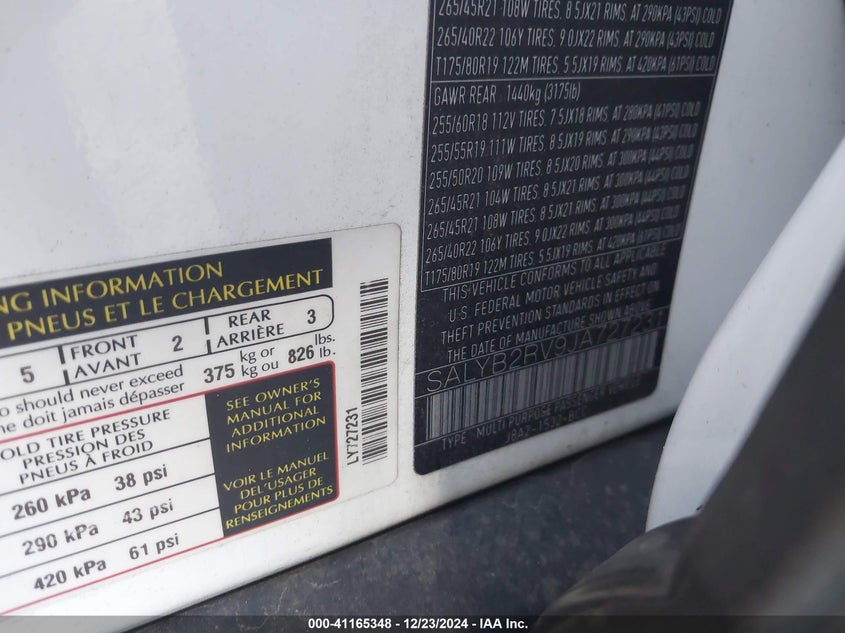 265/45R21 108W TIRES, 8.5JX21 RIMS, AT 290KPA (43PSI) COLD
265/40R22 106Y TIRES, 9.0JX22 RIMS, AT 290KPA (43PSI) COLD
T175/80R19 122M TIRES, 5.5JX19 RIMS, AT 420KPA (61PSI) COLD
GAWR REAR : 1440kg (3175lb)
255/60R18 112V TIRES, 7.5JX18 RIMS, AT 280KPA (41PSI) COLD
255/55R19 111W TIRES, 8.5JX19 RIMS, AT 290KPA (43PSI) COLD
255/50R20 109W TIRES, 8.5JX20 RIMS, AT 300KPA (44PSI) COLD
265/45R21 104W TIRES, 8.5JX21 RIMS, AT 300KPA (44PSI) COLD
265/45R21 108W TIRES, 8.5JX21 RIMS, AT 300KPA (44PSI) COLD
265/40R22 106Y TIRES, 9.0JX22 RIMS, AT 300KPA (44PSI) COLD
T175/80R19 122M TIRES, 5.5JX19 RIMS, AT 420KPA (61PSI) COLD
THIS VEHICLE CONFORMS TO ALL APPLICABLE
U.S. FEDERAL MOTOR VEHICLE SAFETY AND
THEFT PREVENTION STANDARDS IN EFFECT ON
THE DATE OF MANUFACTURE SHOWN ABOVE.
SALYB2RV9JA727231
TYPE : MULTI PURPOSE PASSENGER VEHICLE
NG INFORMATION
PNEUS ET LE CHARGEMENT
5 FRONT AVANT 2 REAR ARRIÈRE 3
o should never exceed
ne doit jamais dépasser 375 kg or kg ou 826 lbs. lb.
OLD TIRE PRESSURE
PRESSION DES
PNEUS À FROID
260 kPa 38 psi
290 kPa 43 psi
420 kPa 61 psi
SEE OWNER'S
MANUAL FOR
ADDITIONAL
INFORMATION
VOIR LE MANUEL
DE L'USAGER
POUR PLUS DE
RENSEIGNEMENTS
LY727231
000-41165348 - 12/23/2024 - IAA Inc.